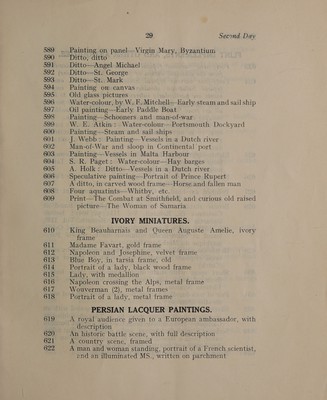 29 Second Day
589 Painting on panel—Virgin Mary, Byzantium
590 Ditto, ditto
591 Ditto—Angel Michael
592 Ditto—St. George
593 Ditto—St. Mark
594 Painting on canvas
595 Old glass pictures
596 Water-colour, by W. F. Mitchell—Early steam and sail ship
597 Oil painting—Early Paddle Boat
598 Painting—Schooners and man-of-war
599 W. E. Atkin: Water-colour—Portsmouth Dockyard
600 Painting—Steam and sail ships
601 J. Webb: Painting—Vessels in a Dutch river
602 Man-of-War and sloop in Continental port
603 Painting—Vessels in Malta Harbour
604 S. R. Paget: Water-colour—Hay barges
605 A. Holk: Ditto—Vessels in a Dutch river
606 Speculative painting—Portrait of Prince Rupert
607 A ditto, in carved wood frame—Horse and fallen man
608 Four aquatints—Whitby, etc.
609 Print—The Combat at Smithfield, and curious old raised
picture—The Woman of Samaria
IVORY MINIATURES.
610 King Beauharnais and Queen Auguste Amelie, ivory
frame
611 Madame Favart, gold frame
612 Napoleon and Josephine, velvet frame
613 Blue Boy, in tarsia frame, old
614 Portrait of a lady, black wood frame
615 Lady, with medallion
616 Napoleon crossing the Alps, metal frame
617 Wouverman (2), metal frames
618 Portrait of a lady, metal frame
PERSIAN LACQUER PAINTINGS.
619 A royal audience given to a European ambassador, with
description
620 An historic battle scene, with full description
621 A country scene, framed
622 A man and woman standing, portrait of a French scientist,
and an illuminated MS., written on parchment